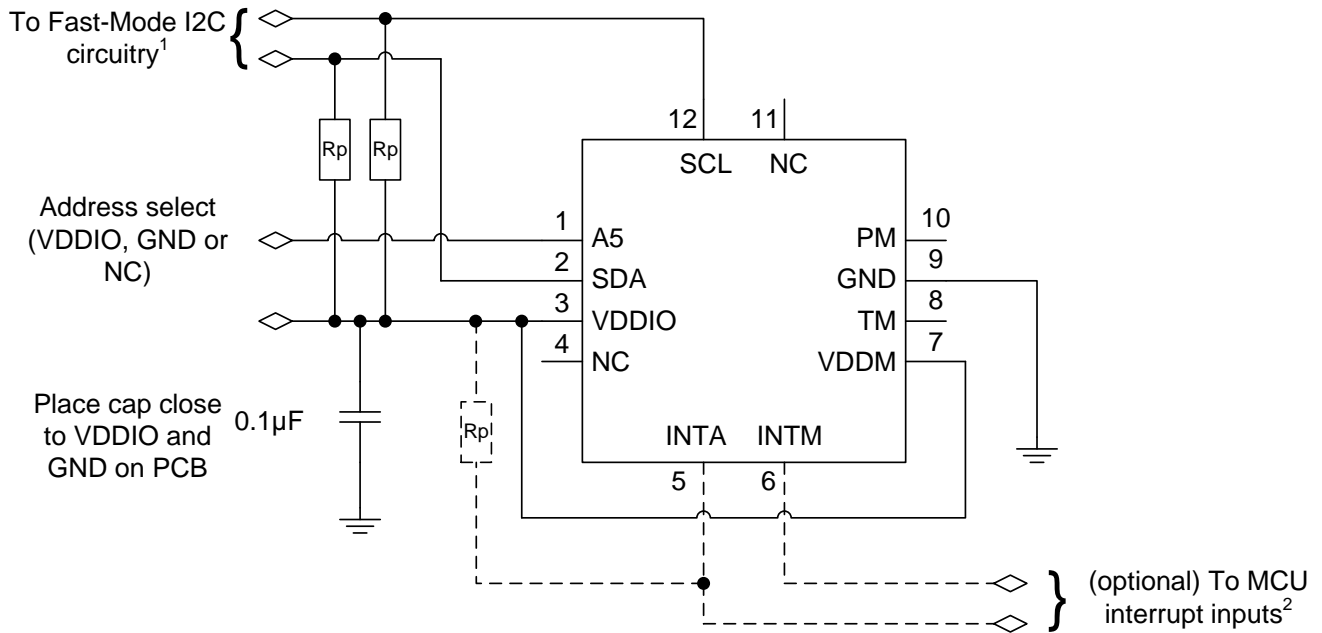 To Fast-Mode I2C
circuitry1
12
11
SCL
NC
Rp
Rp
Address select
(VDDIO, GND or
NC)
1
A5
2
SDA
3
VDDIO
4
NC
10
PM
9
GND
8
TM
7
VDDM
Place cap close
to VDDIO and
GND on PCB
0.1µF
Rp
INTA
INTM
5
6
(optional) To MCU
interrupt inputs2